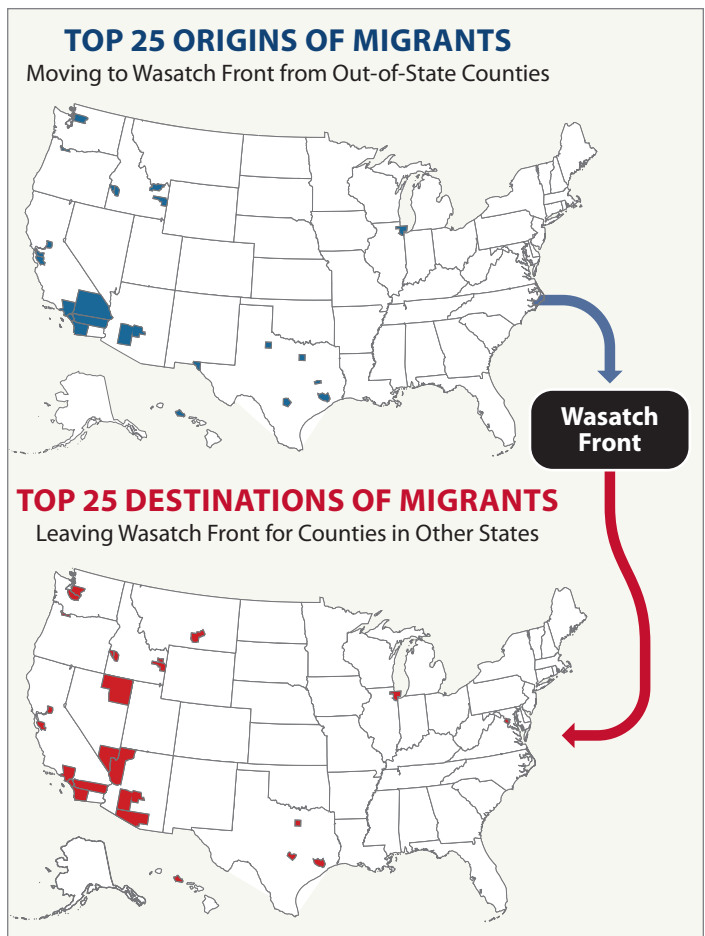 TOP 25 ORIGINS OF MIGRANTS
Moving to Wasatch Front from Out-of-State Counties
Wasatch
Front
TOP 25 DESTINATIONS OF MIGRANTS
Leaving Wasatch Front for Counties in Other States